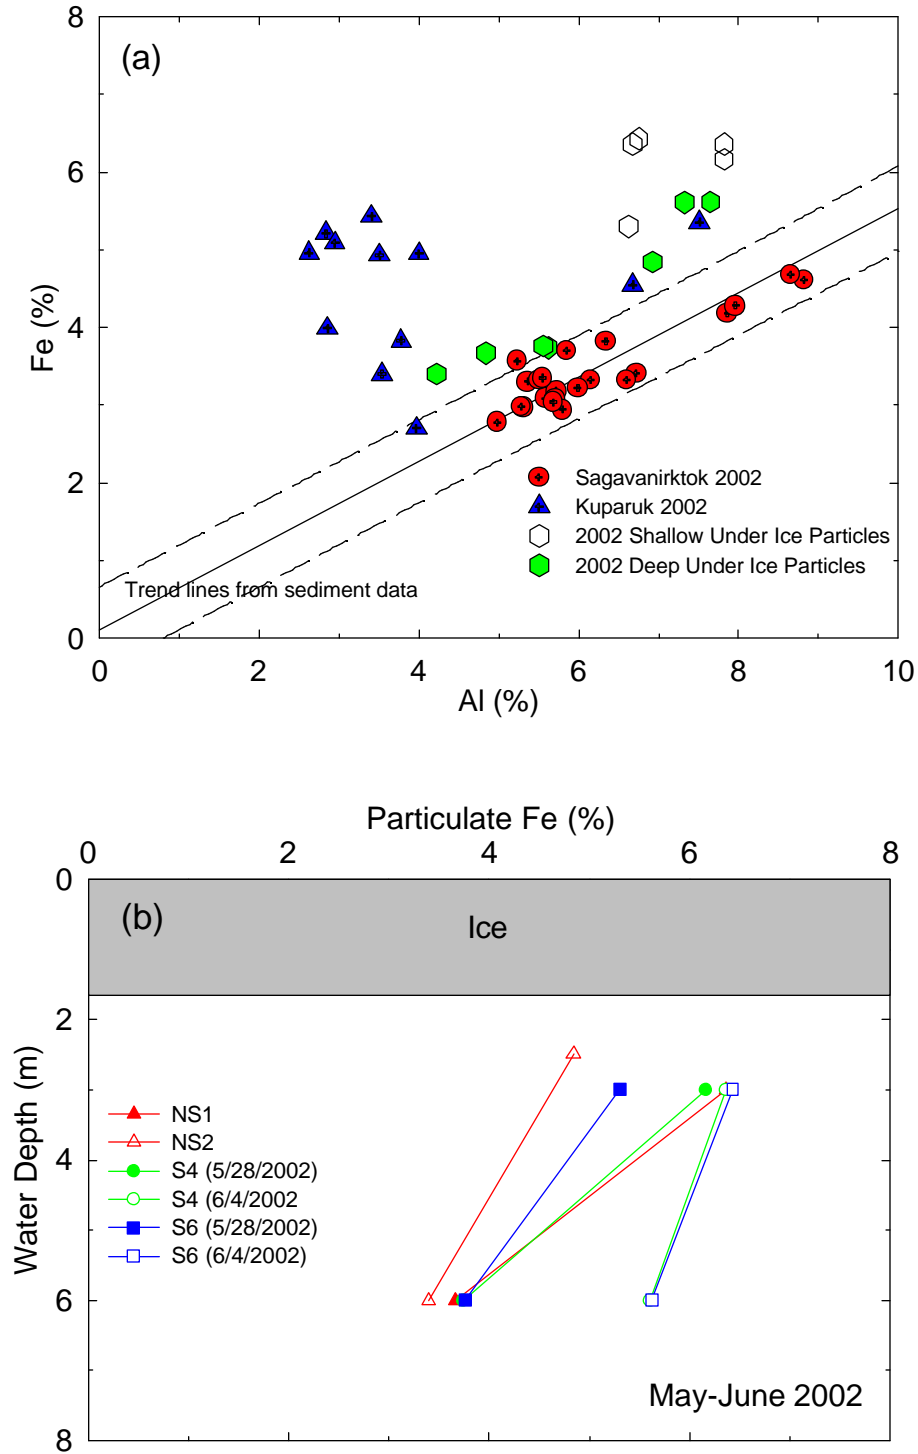 8
(a)
6
Fe (%)
4
2
Sagavanirktok 2002
Kuparuk 2002
2002 Shallow Under Ice Particles
2002 Deep Under Ice Particles
Trend lines from sediment data
0
0 2 4 6 8 10
Al (%)
Particulate Fe (%)
0 2 4 6 8
0
(b)
Ice
2
Water Depth (m)
NS1
NS2
4
S4 (5/28/2002)
S4 (6/4/2002
S6 (5/28/2002)
S6 (6/4/2002)
6
May-June 2002
8